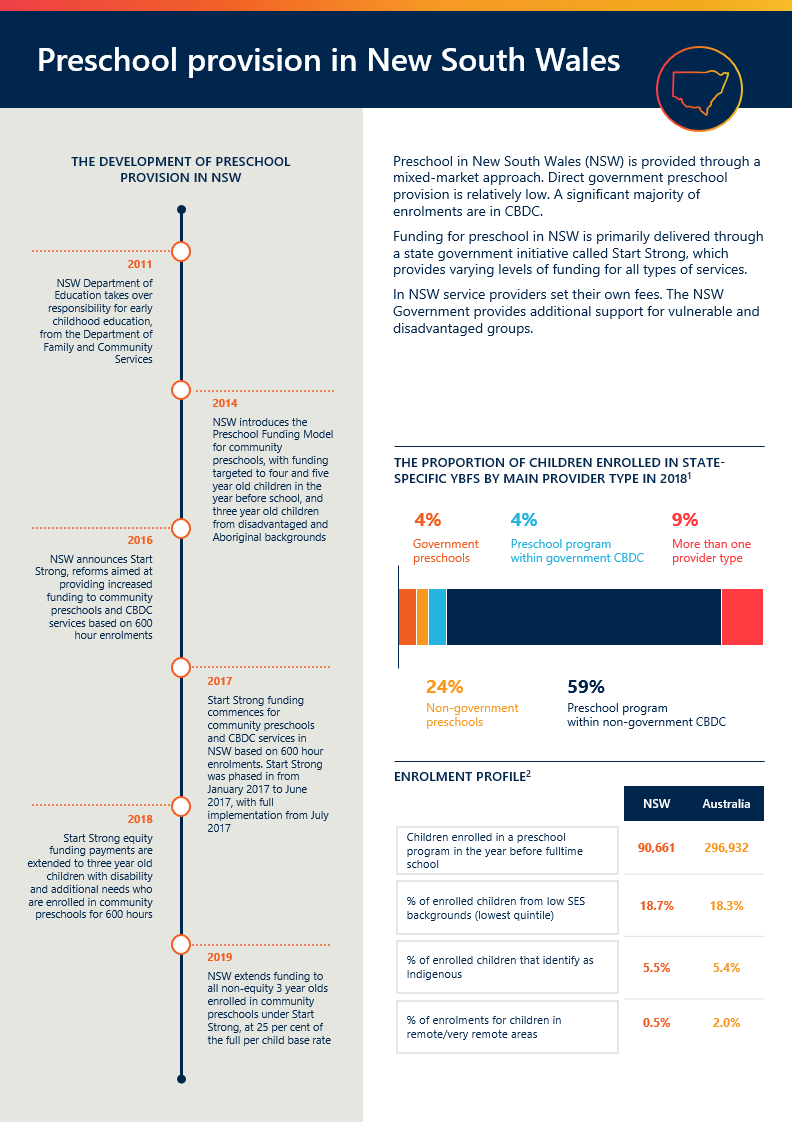 Preschool provision in New South Wales
THE DEVELOPMENT OF PRESCHOOL
PROVISION IN NSW
2011
NSW Department of
Education takes over
responsibility for early
childhood education,
from the Department of
Family and Community
Services
2014
NSW introduces the
Preschool Funding Model
for community
preschools, with funding
targeted to four and five
year old children in the
year before school, and
three year old children
from disadvantaged and
Aboriginal backgrounds
2016
NSW announces Start
Strong, reforms aimed at
providing increased
funding to community
preschools and CBDC
services based on 600
hour enrolments
2017
Start Strong funding
commences for
community preschools
and CBDC services in
NSW based on 600 hour
enrolments. Start Strong
was phased in from
January 2017 to June
2017, with full
implementation from July
2017
2018
Start Strong equity
funding payments are
extended to three year old
children with disability
and additional needs who
are enrolled in community
preschools for 600 hours
2019
NSW extends funding to
all non-equity 3 year olds
enrolled in community
preschools under Start
Strong, at 25 per cent of
the full per child base rate
Preschool in New South Wales (NSW) is provided through a
mixed-market approach. Direct government preschool
provision is relatively low. A significant majority of
enrolments are in CBDC.
Funding for preschool in NSW is primarily delivered through
a state government initiative called Start Strong, which
provides varying levels of funding for all types of services.
In NSW service providers set their own fees. The NSW
Government provides additional support for vulnerable and
disadvantaged groups.
THE PROPORTION OF CHILDREN ENROLLED IN STATE-
SPECIFIC YBFS BY MAIN PROVIDER TYPE IN 2018¹
4% 4% 9%
Government Preschool program More than one
preschools within government CBDC provider type
24% 59%
Non-government Preschool program
preschools within non-government CBDC
ENROLMENT PROFILE²
NSW Australia
Children enrolled in a preschool
program in the year before fulltime
school
90,661 296,932
% of enrolled children from low SES
backgrounds (lowest quintile)
18.7% 18.3%
% of enrolled children that identify as
Indigenous
5.5% 5.4%
% of enrolments for children in
remote/very remote areas
0.5% 2.0%